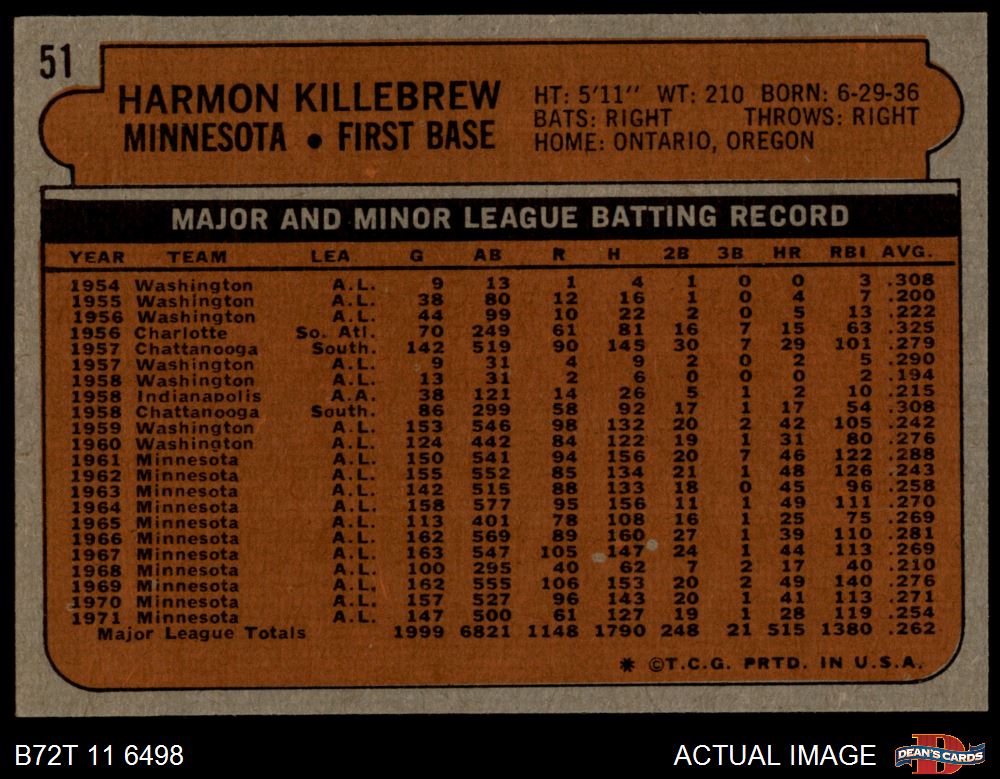 51
HARMON KILLEBREW
MINNESOTA • FIRST BASE
HT: 5'11" WT: 210 BORN: 6-29-36
BATS: RIGHT THROWS: RIGHT
HOME: ONTARIO, OREGON
MAJOR AND MINOR LEAGUE BATTING RECORD
YEAR TEAM LEA. G AB R H 2B 3B HR RBI AVG.
1954 Washington A.L. 9 13 1 4 1 0 0 3 .308
1955 Washington A.L. 38 80 12 16 1 0 4 7 .200
1956 Washington A.L. 44 99 10 22 2 0 5 13 .222
1956 Charlotte So. Atl. 70 249 61 81 16 7 15 63 .325
1957 Chattanooga South. 142 519 90 145 30 7 29 101 .279
1957 Washington A.L. 9 31 4 9 2 0 2 5 .290
1958 Washington A.L. 13 31 2 6 0 0 0 2 .194
1958 Indianapolis A.A. 38 121 14 26 5 1 2 10 .215
1958 Chattanooga South. 86 299 58 92 17 1 17 54 .308
1959 Washington A.L. 153 546 98 132 20 2 42 105 .242
1960 Washington A.L. 124 442 84 122 19 1 31 80 .276
1961 Minnesota A.L. 150 541 94 156 20 7 46 122 .288
1962 Minnesota A.L. 155 552 85 134 21 1 48 126 .243
1963 Minnesota A.L. 142 515 88 133 18 0 45 96 .258
1964 Minnesota A.L. 158 577 95 156 11 1 49 111 .270
1965 Minnesota A.L. 113 401 78 108 16 1 25 75 .269
1966 Minnesota A.L. 162 569 89 160 27 1 39 110 .281
1967 Minnesota A.L. 163 547 105 147 24 1 44 113 .269
1968 Minnesota A.L. 100 295 40 62 7 2 17 40 .210
1969 Minnesota A.L. 162 555 106 153 20 2 49 140 .276
1970 Minnesota A.L. 157 527 96 143 20 1 41 113 .271
1971 Minnesota A.L. 147 500 61 127 19 1 28 119 .254
Major League Totals 1999 6821 1148 1790 248 21 515 1380 .262
* ©T.C.G. PRTD. IN U.S.A.
B72T 11 6498
ACTUAL IMAGE
DEAN'S CARDS